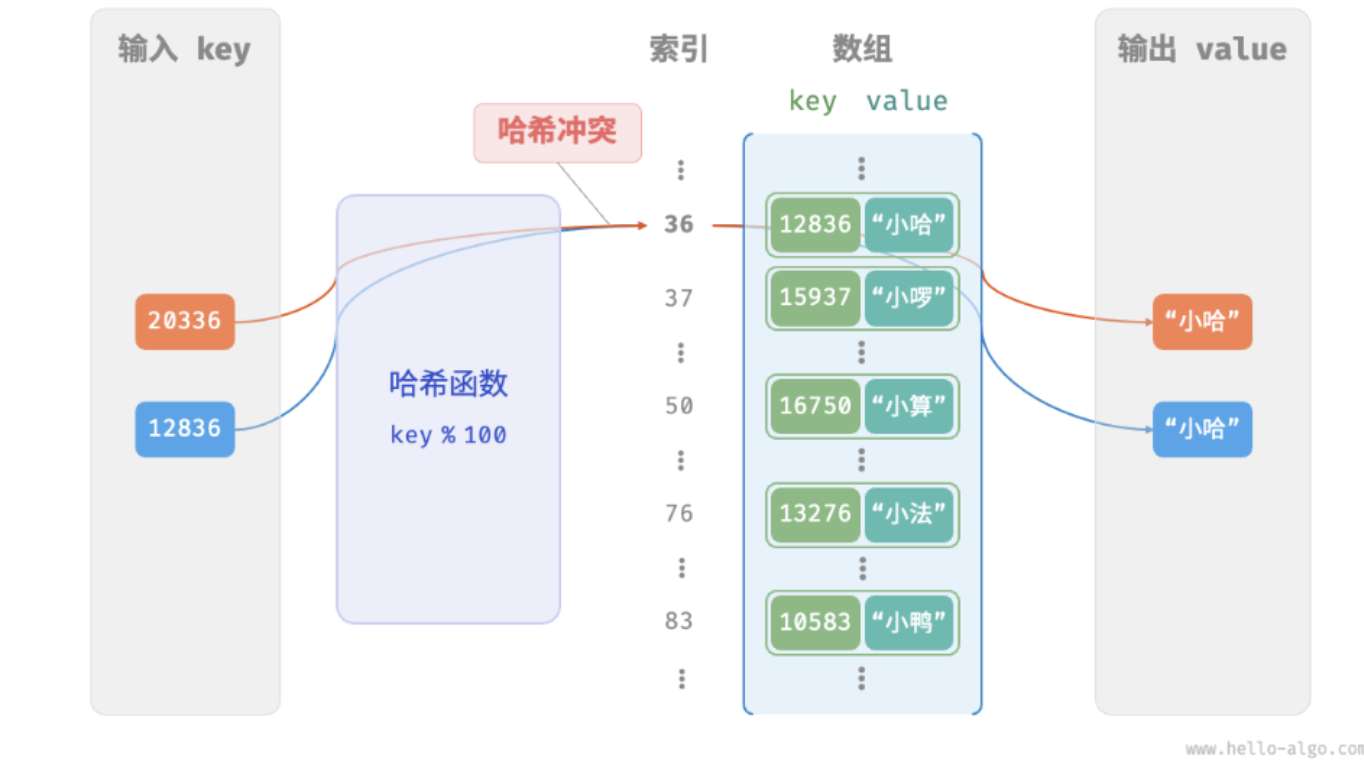 输入 key
索引
数组
输出 value
key value
哈希冲突
36
12836 “小哈”
37
15937 “小啰”
20336
“小哈”
哈希函数
key % 100
50
16750 “小算”
12836
“小哈”
76
13276 “小法”
83
10583 “小鸭”
www.hello-algo.com